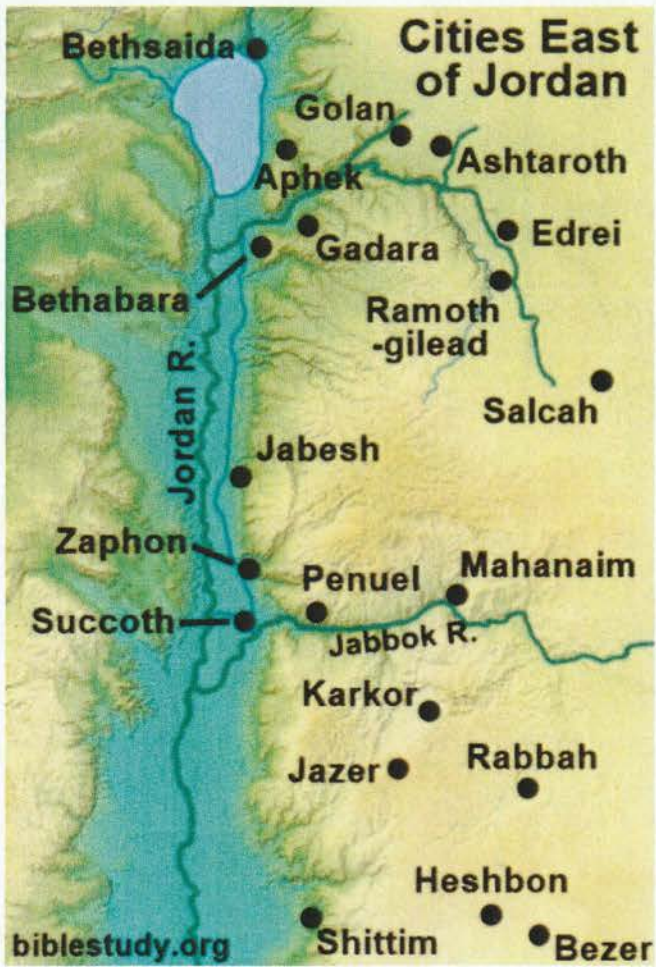 Cities East
of Jordan
Bethsaida
Golan
Ashtaroth
Aphek
Gadara
Edrei
Bethabara
Ramoth
-gilead
Jordan R.
Salcah
Jabesh
Zaphon
Penuel
Mahanaim
Succoth
Jabbok R.
Karkor
Jazer
Rabbah
Heshbon
Shittim
Bezer
biblestudy.org